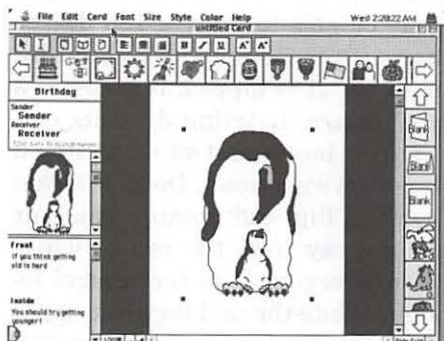 File Edit Card Font Size Style Color Help Wed 2:28:22 AM
untitled Card
B I U A+ A-
Birthday
Sender
Sender
Receiver
Receiver
Front
If you think getting
old is hard
Inside
You should try getting
younger!
Blank
Blank
Blank
100%